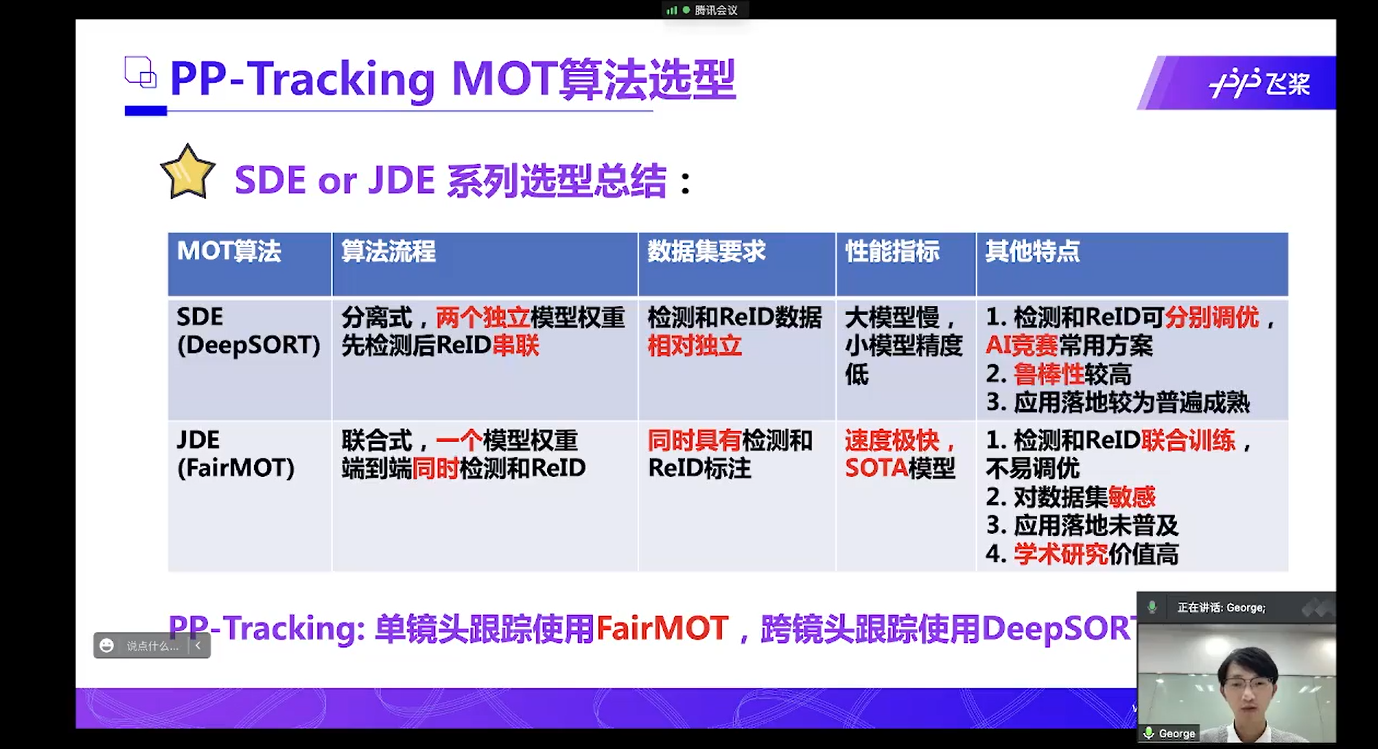 腾讯会议
PP-Tracking MOT算法选型
飞桨
SDE or JDE 系列选型总结：
MOT算法
算法流程
数据集要求
性能指标
其他特点
SDE
(DeepSORT)
分离式，两个独立模型权重
先检测后ReID串联
检测和ReID数据
相对独立
大模型慢，
小模型精度
低
1. 检测和ReID可分别调优，
AI竞赛常用方案
2. 鲁棒性较高
3. 应用落地较为普遍成熟
JDE
(FairMOT)
联合式，一个模型权重
端到端同时检测和ReID
同时具有检测和
ReID标注
速度极快，
SOTA模型
1. 检测和ReID联合训练，
不易调优
2. 对数据集敏感
3. 应用落地未普及
4. 学术研究价值高
PP-Tracking: 单镜头跟踪使用FairMOT，跨镜头跟踪使用DeepSORT
说点什么...
正在讲话: George;
George